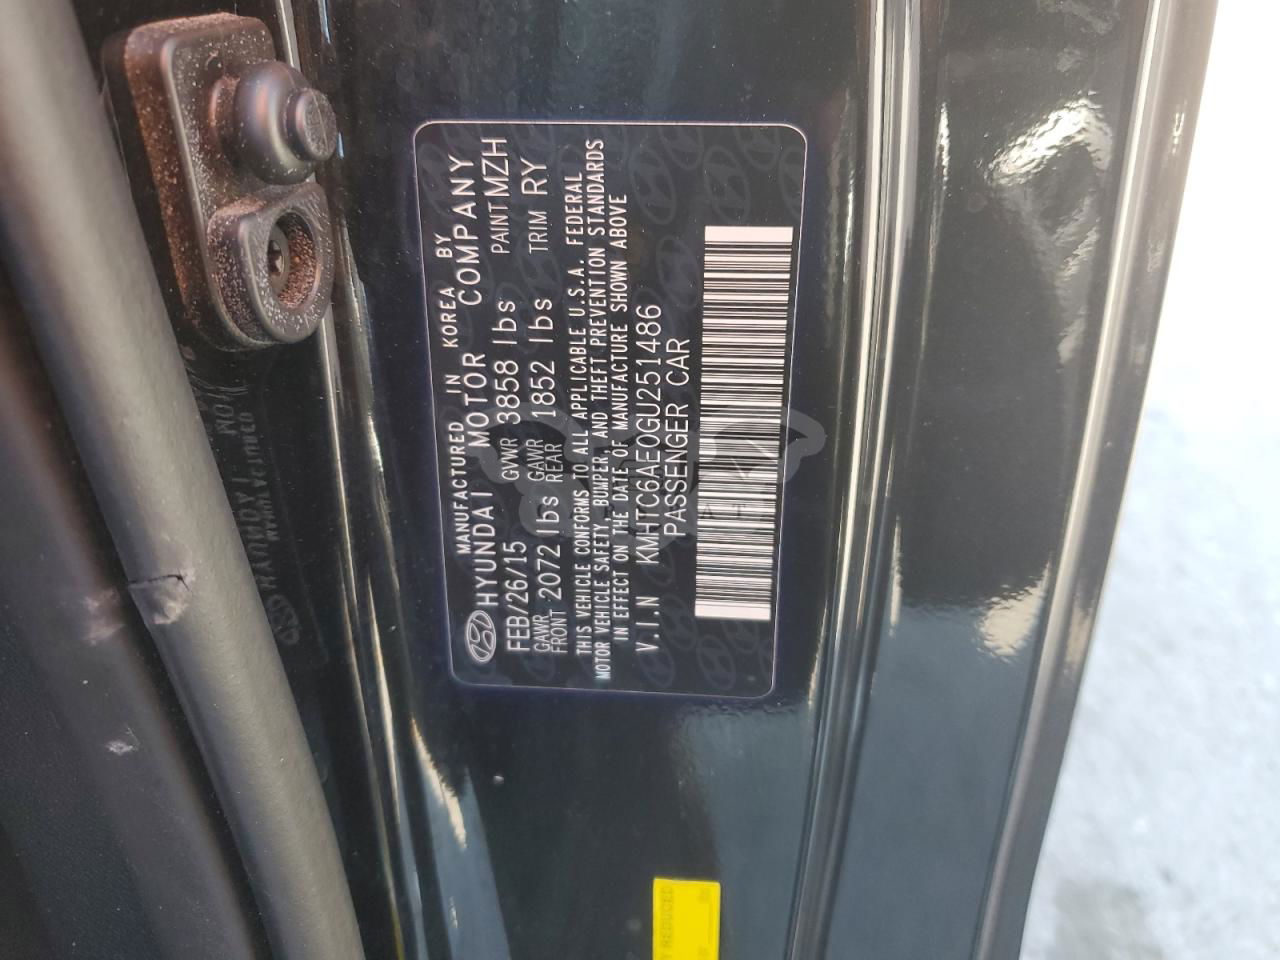 MANUFACTURED IN KOREA BY
HYUNDAI MOTOR COMPANY
FEB/26/15 GVWR 3858 lbs PAINT MZH
GAWR FRONT 2072 lbs GAWR REAR 1852 lbs TRIM RY
THIS VEHICLE CONFORMS TO ALL APPLICABLE U.S.A. FEDERAL
MOTOR VEHICLE SAFETY, BUMPER, AND THEFT PREVENTION STANDARDS
IN EFFECT ON THE DATE OF MANUFACTURE SHOWN ABOVE
V.I.N KMHTC6AE0GU251486
PASSENGER CAR
REDUCED